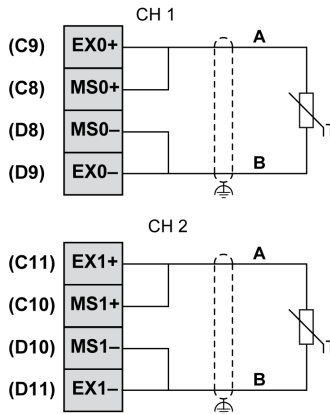 CH 1
(C9) EX0+ A
(C8) MS0+
T
(D8) MS0–
(D9) EX0– B
CH 2
(C11) EX1+ A
(C10) MS1+
T
(D10) MS1–
(D11) EX1– B